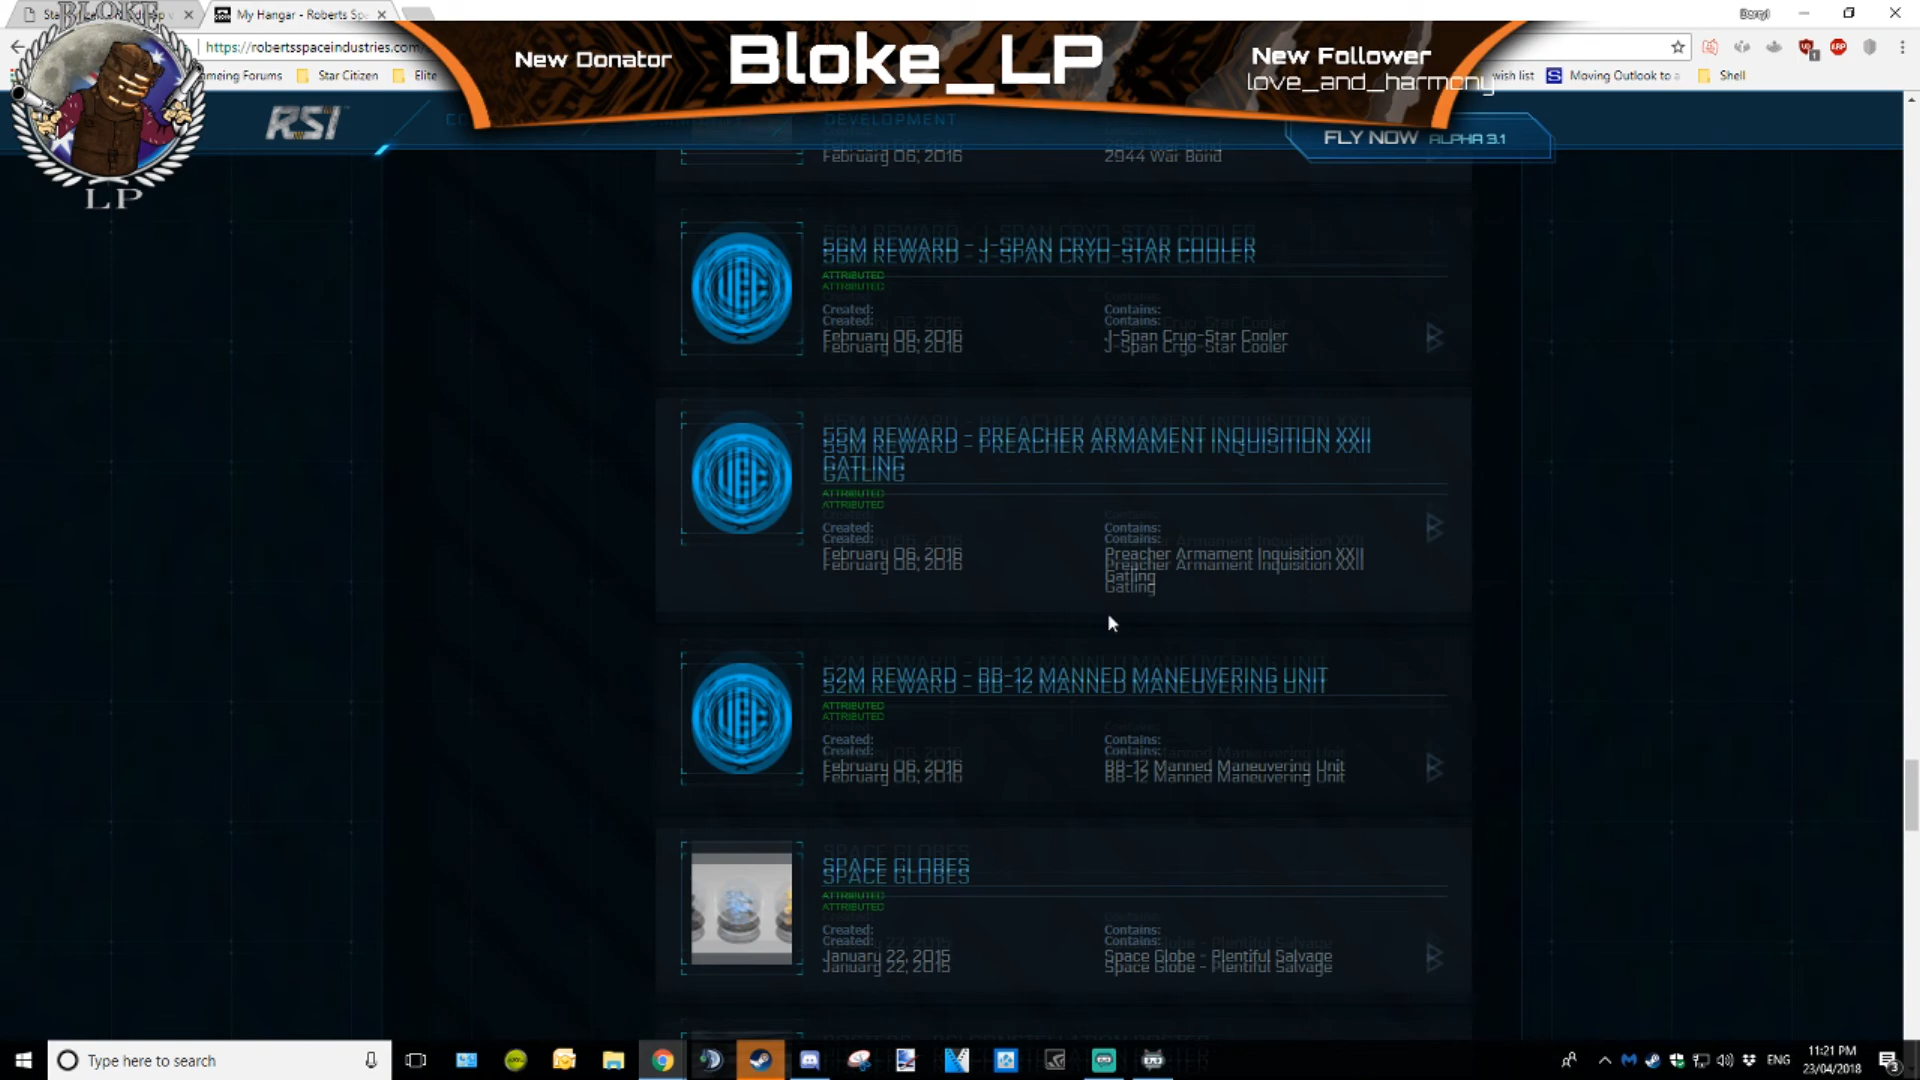 My Hangar - Roberts Spa
https://robertsspaceindustries.com
Gameing Forums
Star Citizen
Elite
wish list
Moving Outlook to a
Shell
BLOKE
LP
New Donator
Bloke_LP
New Follower
love_and_harmony
RSI
DEVELOPMENT
FLY NOW ALPHA 3.1
February 06, 2016
2944 War Bond
56M REWARD - J-SPAN CRYO-STAR COOLER
ATTRIBUTED
Created:
February 06, 2016
Contains:
J-Span Cryo-Star Cooler
55M REWARD - PREACHER ARMAMENT INQUISITION XXII
GATLING
ATTRIBUTED
Created:
February 06, 2016
Contains:
Preacher Armament Inquisition XXII
Gatling
52M REWARD - BB-12 MANNED MANEUVERING UNIT
ATTRIBUTED
Created:
February 06, 2016
Contains:
BB-12 Manned Maneuvering Unit
SPACE GLOBES
ATTRIBUTED
Created:
January 22, 2015
Contains:
Space Globe - Plentiful Salvage
Type here to search
ENG
11:21 PM
23/04/2018
3